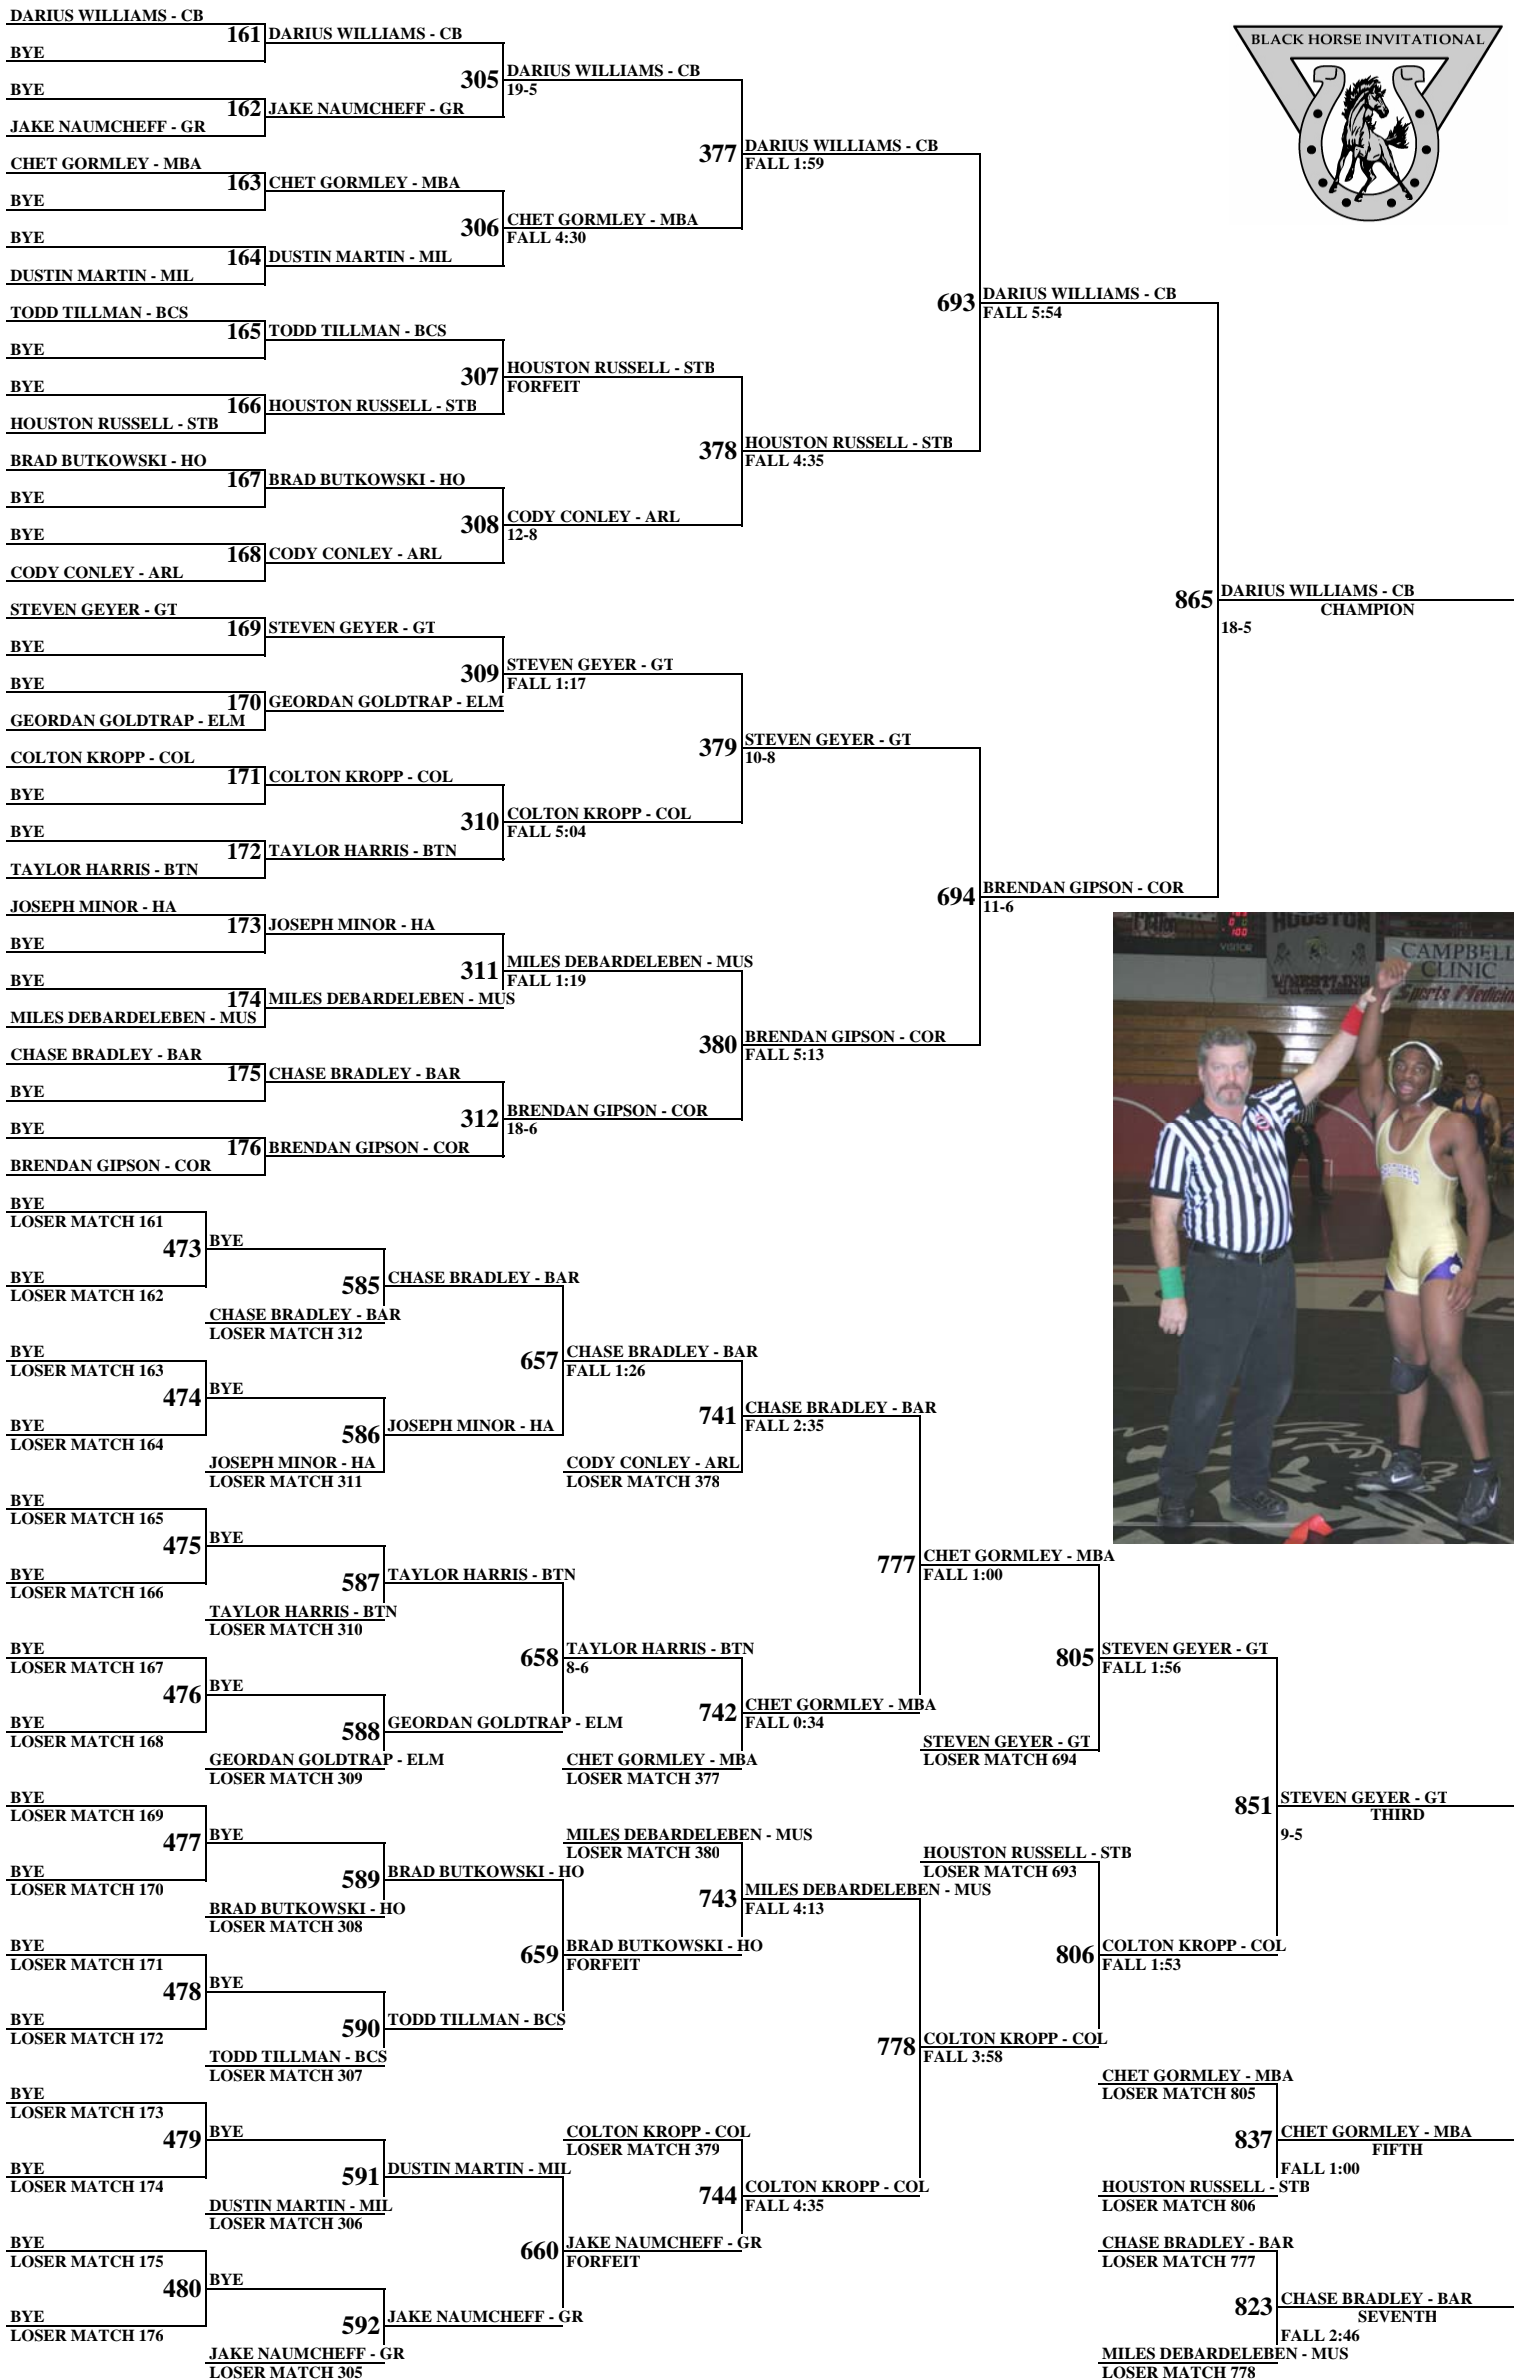 BLACK HORSE INVITATIONAL
DARIUS WILLIAMS - CB
161
DARIUS WILLIAMS - CB
BYE
305
DARIUS WILLIAMS - CB
19-5
BYE
162
JAKE NAUMCHEFF - GR
JAKE NAUMCHEFF - GR
377
DARIUS WILLIAMS - CB
FALL 1:59
CHET GORMLEY - MBA
163
CHET GORMLEY - MBA
BYE
306
CHET GORMLEY - MBA
FALL 4:30
BYE
164
DUSTIN MARTIN - MIL
DUSTIN MARTIN - MIL
693
DARIUS WILLIAMS - CB
FALL 5:54
TODD TILLMAN - BCS
165
TODD TILLMAN - BCS
BYE
307
HOUSTON RUSSELL - STB
FORFEIT
BYE
166
HOUSTON RUSSELL - STB
HOUSTON RUSSELL - STB
378
HOUSTON RUSSELL - STB
FALL 4:35
BRAD BUTKOWSKI - HO
167
BRAD BUTKOWSKI - HO
BYE
308
CODY CONLEY - ARL
12-8
BYE
168
CODY CONLEY - ARL
CODY CONLEY - ARL
865
DARIUS WILLIAMS - CB
CHAMPION
18-5
STEVEN GEYER - GT
169
STEVEN GEYER - GT
BYE
309
STEVEN GEYER - GT
FALL 1:17
BYE
170
GEORDAN GOLDTRAP - ELM
GEORDAN GOLDTRAP - ELM
379
STEVEN GEYER - GT
10-8
COLTON KROPP - COL
171
COLTON KROPP - COL
BYE
310
COLTON KROPP - COL
FALL 5:04
BYE
172
TAYLOR HARRIS - BTN
TAYLOR HARRIS - BTN
694
BRENDAN GIPSON - COR
11-6
JOSEPH MINOR - HA
173
JOSEPH MINOR - HA
BYE
311
MILES DEBARDELEBEN - MUS
FALL 1:19
BYE
174
MILES DEBARDELEBEN - MUS
MILES DEBARDELEBEN - MUS
380
BRENDAN GIPSON - COR
FALL 5:13
CHASE BRADLEY - BAR
175
CHASE BRADLEY - BAR
BYE
312
BRENDAN GIPSON - COR
18-6
BYE
176
BRENDAN GIPSON - COR
BRENDAN GIPSON - COR
HOUSTON
VISITOR
CAMPBELL
CLINIC
Sports Medicine
BYE
LOSER MATCH 161
473
BYE
BYE
LOSER MATCH 162
585
CHASE BRADLEY - BAR
CHASE BRADLEY - BAR
LOSER MATCH 312
657
CHASE BRADLEY - BAR
FALL 1:26
BYE
LOSER MATCH 163
474
BYE
BYE
LOSER MATCH 164
586
JOSEPH MINOR - HA
JOSEPH MINOR - HA
LOSER MATCH 311
741
CHASE BRADLEY - BAR
FALL 2:35
CODY CONLEY - ARL
LOSER MATCH 378
BYE
LOSER MATCH 165
475
BYE
BYE
LOSER MATCH 166
587
TAYLOR HARRIS - BTN
TAYLOR HARRIS - BTN
LOSER MATCH 310
777
CHET GORMLEY - MBA
FALL 1:00
658
TAYLOR HARRIS - BTN
8-6
BYE
LOSER MATCH 167
476
BYE
BYE
LOSER MATCH 168
588
GEORDAN GOLDTRAP - ELM
GEORDAN GOLDTRAP - ELM
LOSER MATCH 309
742
CHET GORMLEY - MBA
FALL 0:34
CHET GORMLEY - MBA
LOSER MATCH 377
805
STEVEN GEYER - GT
FALL 1:56
STEVEN GEYER - GT
LOSER MATCH 694
851
STEVEN GEYER - GT
THIRD
9-5
BYE
LOSER MATCH 169
477
BYE
BYE
LOSER MATCH 170
589
BRAD BUTKOWSKI - HO
BRAD BUTKOWSKI - HO
LOSER MATCH 308
MILES DEBARDELEBEN - MUS
LOSER MATCH 380
743
MILES DEBARDELEBEN - MUS
FALL 4:13
HOUSTON RUSSELL - STB
LOSER MATCH 693
659
BRAD BUTKOWSKI - HO
FORFEIT
806
COLTON KROPP - COL
FALL 1:53
BYE
LOSER MATCH 171
478
BYE
BYE
LOSER MATCH 172
590
TODD TILLMAN - BCS
TODD TILLMAN - BCS
LOSER MATCH 307
778
COLTON KROPP - COL
FALL 3:58
CHET GORMLEY - MBA
LOSER MATCH 805
837
CHET GORMLEY - MBA
FIFTH
FALL 1:00
HOUSTON RUSSELL - STB
LOSER MATCH 806
BYE
LOSER MATCH 173
479
BYE
BYE
LOSER MATCH 174
591
DUSTIN MARTIN - MIL
DUSTIN MARTIN - MIL
LOSER MATCH 306
COLTON KROPP - COL
LOSER MATCH 379
744
COLTON KROPP - COL
FALL 4:35
660
JAKE NAUMCHEFF - GR
FORFEIT
BYE
LOSER MATCH 175
480
BYE
BYE
LOSER MATCH 176
592
JAKE NAUMCHEFF - GR
JAKE NAUMCHEFF - GR
LOSER MATCH 305
CHASE BRADLEY - BAR
LOSER MATCH 777
823
CHASE BRADLEY - BAR
SEVENTH
FALL 2:46
MILES DEBARDELEBEN - MUS
LOSER MATCH 778